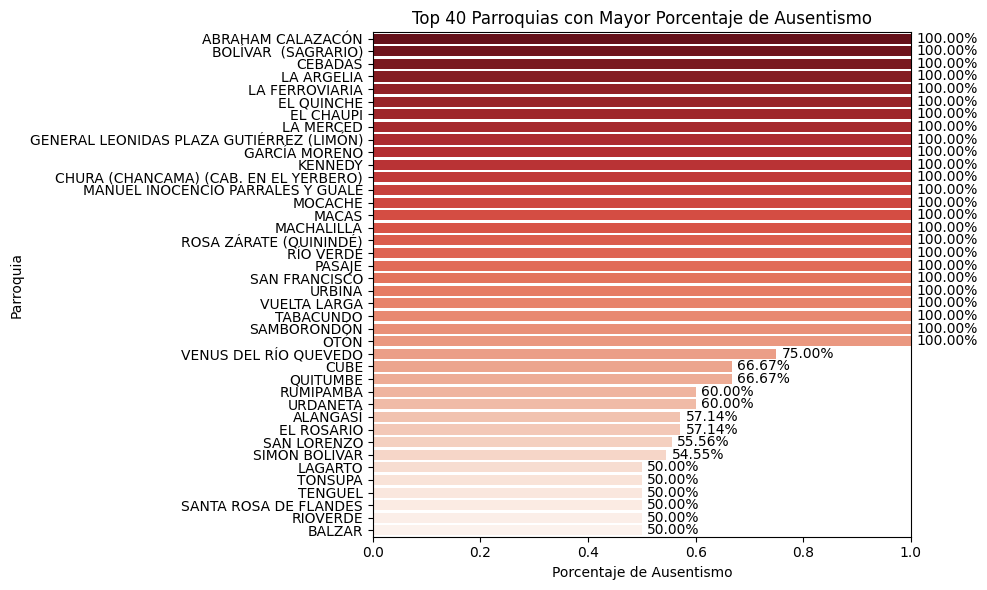 Top 40 Parroquias con Mayor Porcentaje de Ausentismo
ABRAHAM CALAZACÓN 100.00%
BOLÍVAR  (SAGRARIO) 100.00%
CEBADAS 100.00%
LA ARGELIA 100.00%
LA FERROVIARIA 100.00%
EL QUINCHE 100.00%
EL CHAUPI 100.00%
LA MERCED 100.00%
GENERAL LEONIDAS PLAZA GUTIÉRREZ (LIMÓN) 100.00%
GARCÍA MORENO 100.00%
KENNEDY 100.00%
CHURA (CHANCAMA) (CAB. EN EL YERBERO) 100.00%
MANUEL INOCENCIO PARRALES Y GUALE 100.00%
MOCACHE 100.00%
MACAS 100.00%
MACHALILLA 100.00%
ROSA ZÁRATE (QUININDÉ) 100.00%
RÍO VERDE 100.00%
PASAJE 100.00%
SAN FRANCISCO 100.00%
URBINA 100.00%
VUELTA LARGA 100.00%
TABACUNDO 100.00%
SAMBORONDÓN 100.00%
OTÓN 100.00%
VENUS DEL RÍO QUEVEDO 75.00%
CUBE 66.67%
QUITUMBE 66.67%
RUMIPAMBA 60.00%
URDANETA 60.00%
ALANGASÍ 57.14%
EL ROSARIO 57.14%
SAN LORENZO 55.56%
SIMÓN BOLÍVAR 54.55%
LAGARTO 50.00%
TONSUPA 50.00%
TENGUEL 50.00%
SANTA ROSA DE FLANDES 50.00%
RIOVERDE 50.00%
BALZAR 50.00%
Parroquia
0.0 0.2 0.4 0.6 0.8 1.0
Porcentaje de Ausentismo